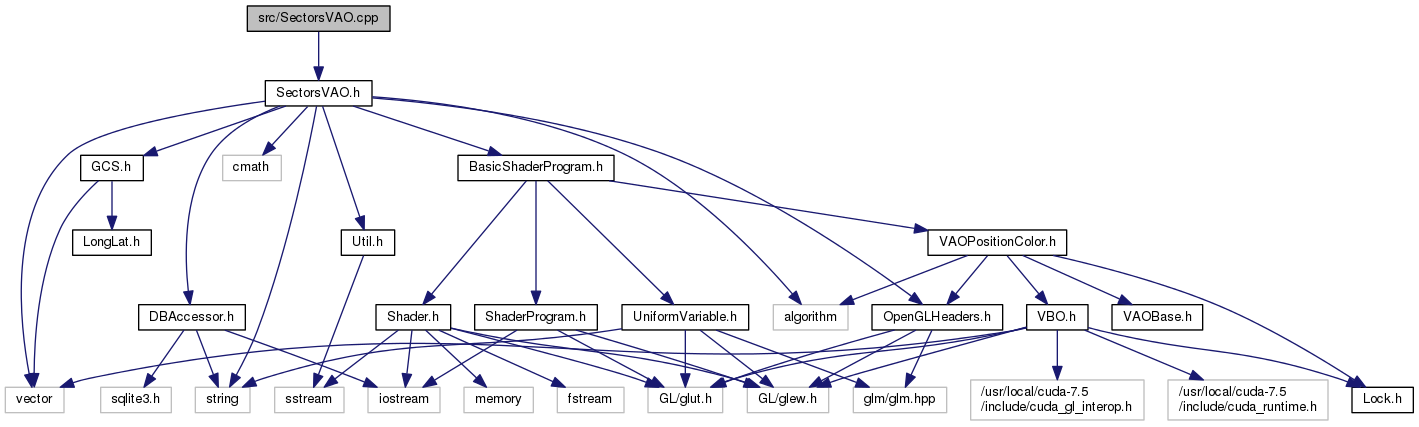 src/SectorsVAO.cpp
SectorsVAO.h
GCS.h
cmath
BasicShaderProgram.h
LongLat.h
Util.h
VAOPositionColor.h
DBAccessor.h
Shader.h
ShaderProgram.h
UniformVariable.h
algorithm
OpenGLHeaders.h
VBO.h
VAOBase.h
vector
sqlite3.h
string
sstream
iostream
memory
fstream
GL/glut.h
GL/glew.h
glm/glm.hpp
/usr/local/cuda-7.5
/include/cuda_gl_interop.h
/usr/local/cuda-7.5
/include/cuda_runtime.h
Lock.h